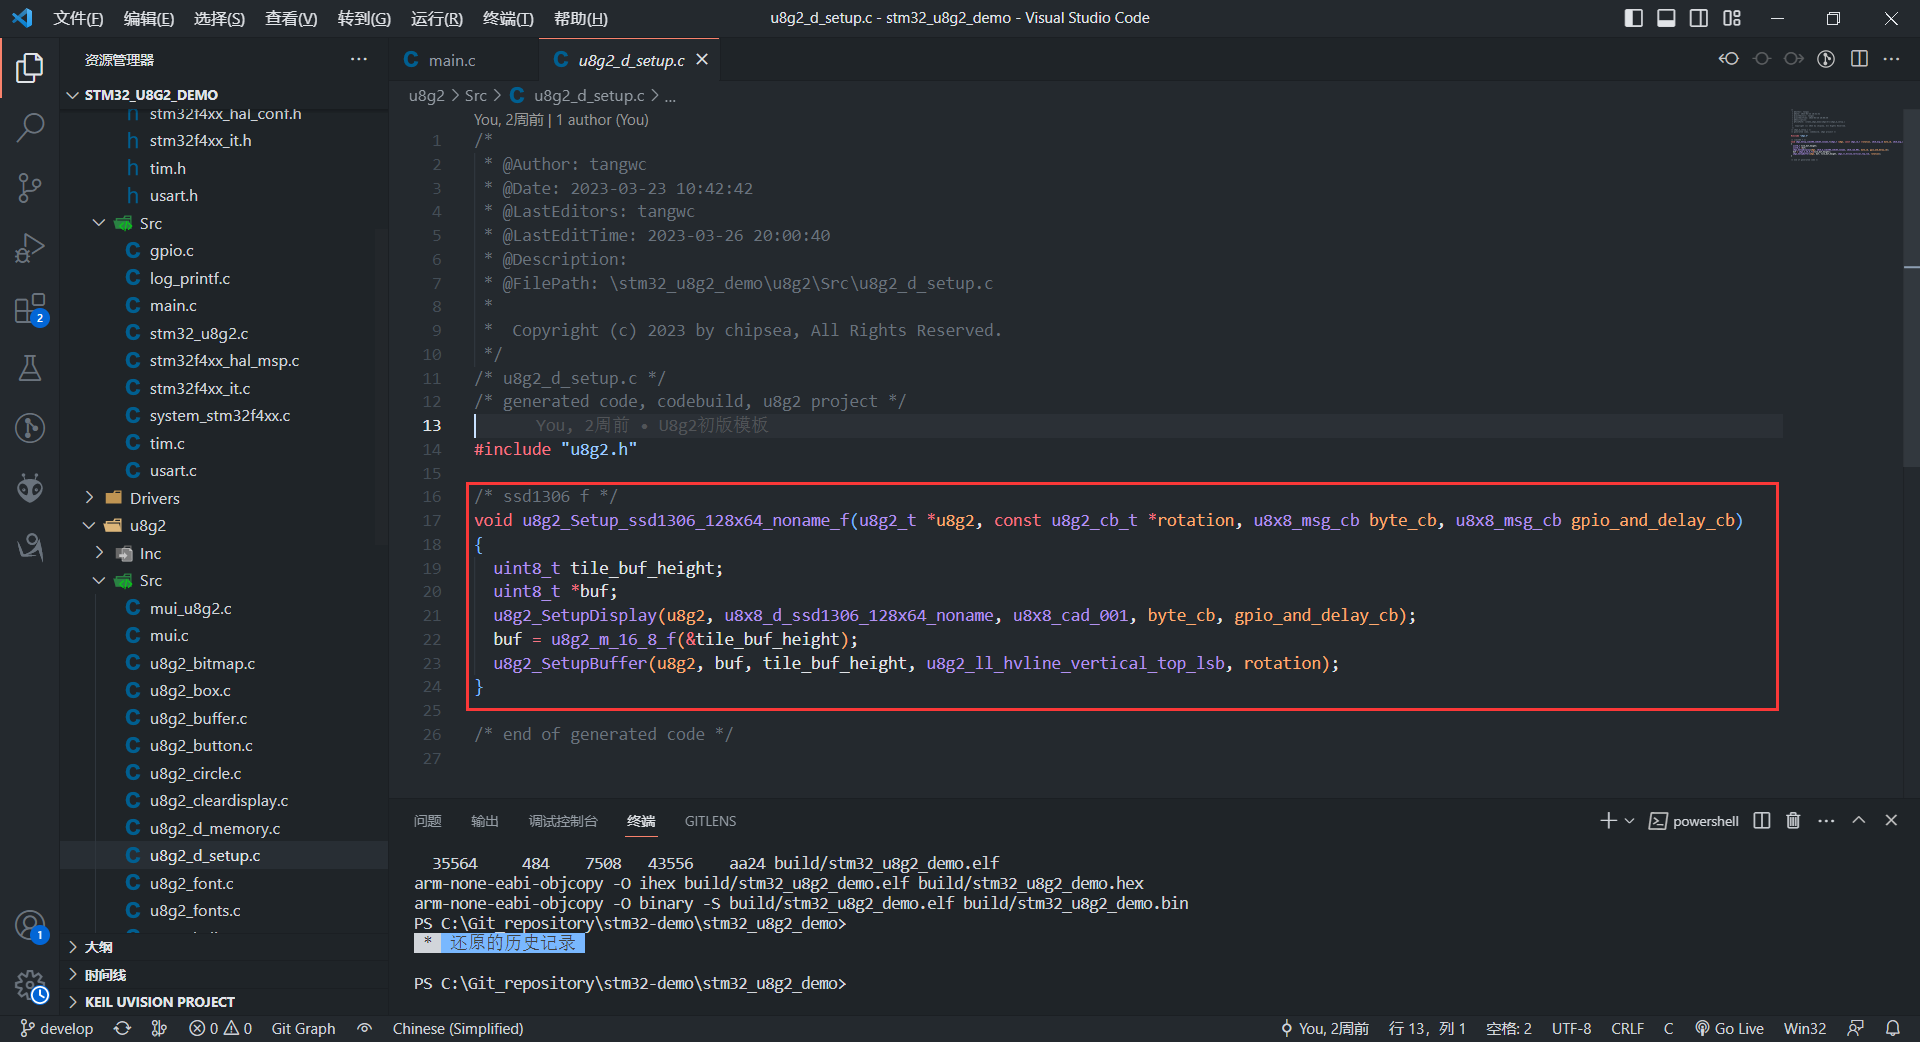 文件(F) 编辑(E) 选择(S) 查看(V) 转到(G) 运行(R) 终端(T) 帮助(H)
u8g2_d_setup.c - stm32_u8g2_demo - Visual Studio Code
资源管理器
STM32_U8G2_DEMO
stm32f4xx_hal_conf.h
stm32f4xx_it.h
tim.h
usart.h
Src
gpio.c
log_printf.c
main.c
stm32_u8g2.c
stm32f4xx_hal_msp.c
stm32f4xx_it.c
system_stm32f4xx.c
tim.c
usart.c
Drivers
u8g2
Inc
Src
mui_u8g2.c
mui.c
u8g2_bitmap.c
u8g2_box.c
u8g2_buffer.c
u8g2_button.c
u8g2_circle.c
u8g2_cleardisplay.c
u8g2_d_memory.c
u8g2_d_setup.c
u8g2_font.c
u8g2_fonts.c
大纲
时间线
KEIL UVISION PROJECT
2
1
main.c
u8g2_d_setup.c
u8g2 > Src > C u8g2_d_setup.c > ...
You, 2周前 | 1 author (You)
1 /*
2 * @Author: tangwc
3 * @Date: 2023-03-23 10:42:42
4 * @LastEditors: tangwc
5 * @LastEditTime: 2023-03-26 20:00:40
6 * @Description:
7 * @FilePath: \stm32_u8g2_demo\u8g2\Src\u8g2_d_setup.c
8 *
9 *  Copyright (c) 2023 by chipsea, All Rights Reserved.
10 */
11 /* u8g2_d_setup.c */
12 /* generated code, codebuild, u8g2 project */
13 You, 2周前 • U8g2初版模板
14 #include "u8g2.h"
15
16 /* ssd1306 f */
17 void u8g2_Setup_ssd1306_128x64_noname_f(u8g2_t *u8g2, const u8g2_cb_t *rotation, u8x8_msg_cb byte_cb, u8x8_msg_cb gpio_and_delay_cb)
18 {
19 uint8_t tile_buf_height;
20 uint8_t *buf;
21 u8g2_SetupDisplay(u8g2, u8x8_d_ssd1306_128x64_noname, u8x8_cad_001, byte_cb, gpio_and_delay_cb);
22 buf = u8g2_m_16_8_f(&tile_buf_height);
23 u8g2_SetupBuffer(u8g2, buf, tile_buf_height, u8g2_ll_hvline_vertical_top_lsb, rotation);
24 }
25
26 /* end of generated code */
27
问题 输出 调试控制台 终端 GITLENS
powershell
35564 484 7508 43556 aa24 build/stm32_u8g2_demo.elf
arm-none-eabi-objcopy -O ihex build/stm32_u8g2_demo.elf build/stm32_u8g2_demo.hex
arm-none-eabi-objcopy -O binary -S build/stm32_u8g2_demo.elf build/stm32_u8g2_demo.bin
PS C:\Git_repository\stm32-demo\stm32_u8g2_demo>
* 还原的历史记录
PS C:\Git_repository\stm32-demo\stm32_u8g2_demo>
develop 0 0 Git Graph Chinese (Simplified) You, 2周前 行 13，列 1 空格: 2 UTF-8 CRLF C Go Live Win32